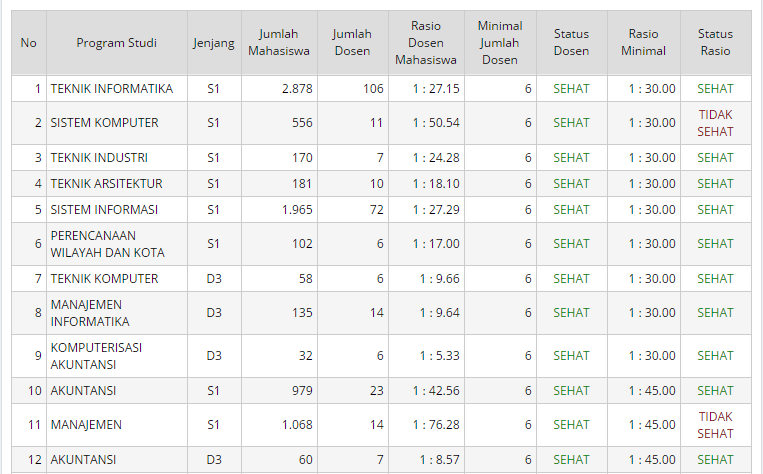 No Program Studi Jenjang Jumlah Mahasiswa Jumlah Dosen Rasio Dosen Mahasiswa Minimal Jumlah Dosen Status Dosen Rasio Minimal Status Rasio
1 TEKNIK INFORMATIKA S1 2.878 106 1 : 27.15 6 SEHAT 1 : 30.00 SEHAT
2 SISTEM KOMPUTER S1 556 11 1 : 50.54 6 SEHAT 1 : 30.00 TIDAK SEHAT
3 TEKNIK INDUSTRI S1 170 7 1 : 24.28 6 SEHAT 1 : 30.00 SEHAT
4 TEKNIK ARSITEKTUR S1 181 10 1 : 18.10 6 SEHAT 1 : 30.00 SEHAT
5 SISTEM INFORMASI S1 1.965 72 1 : 27.29 6 SEHAT 1 : 30.00 SEHAT
6 PERENCANAAN WILAYAH DAN KOTA S1 102 6 1 : 17.00 6 SEHAT 1 : 30.00 SEHAT
7 TEKNIK KOMPUTER D3 58 6 1 : 9.66 6 SEHAT 1 : 30.00 SEHAT
8 MANAJEMEN INFORMATIKA D3 135 14 1 : 9.64 6 SEHAT 1 : 30.00 SEHAT
9 KOMPUTERISASI AKUNTANSI D3 32 6 1 : 5.33 6 SEHAT 1 : 30.00 SEHAT
10 AKUNTANSI S1 979 23 1 : 42.56 6 SEHAT 1 : 45.00 SEHAT
11 MANAJEMEN S1 1.068 14 1 : 76.28 6 SEHAT 1 : 45.00 TIDAK SEHAT
12 AKUNTANSI D3 60 7 1 : 8.57 6 SEHAT 1 : 45.00 SEHAT